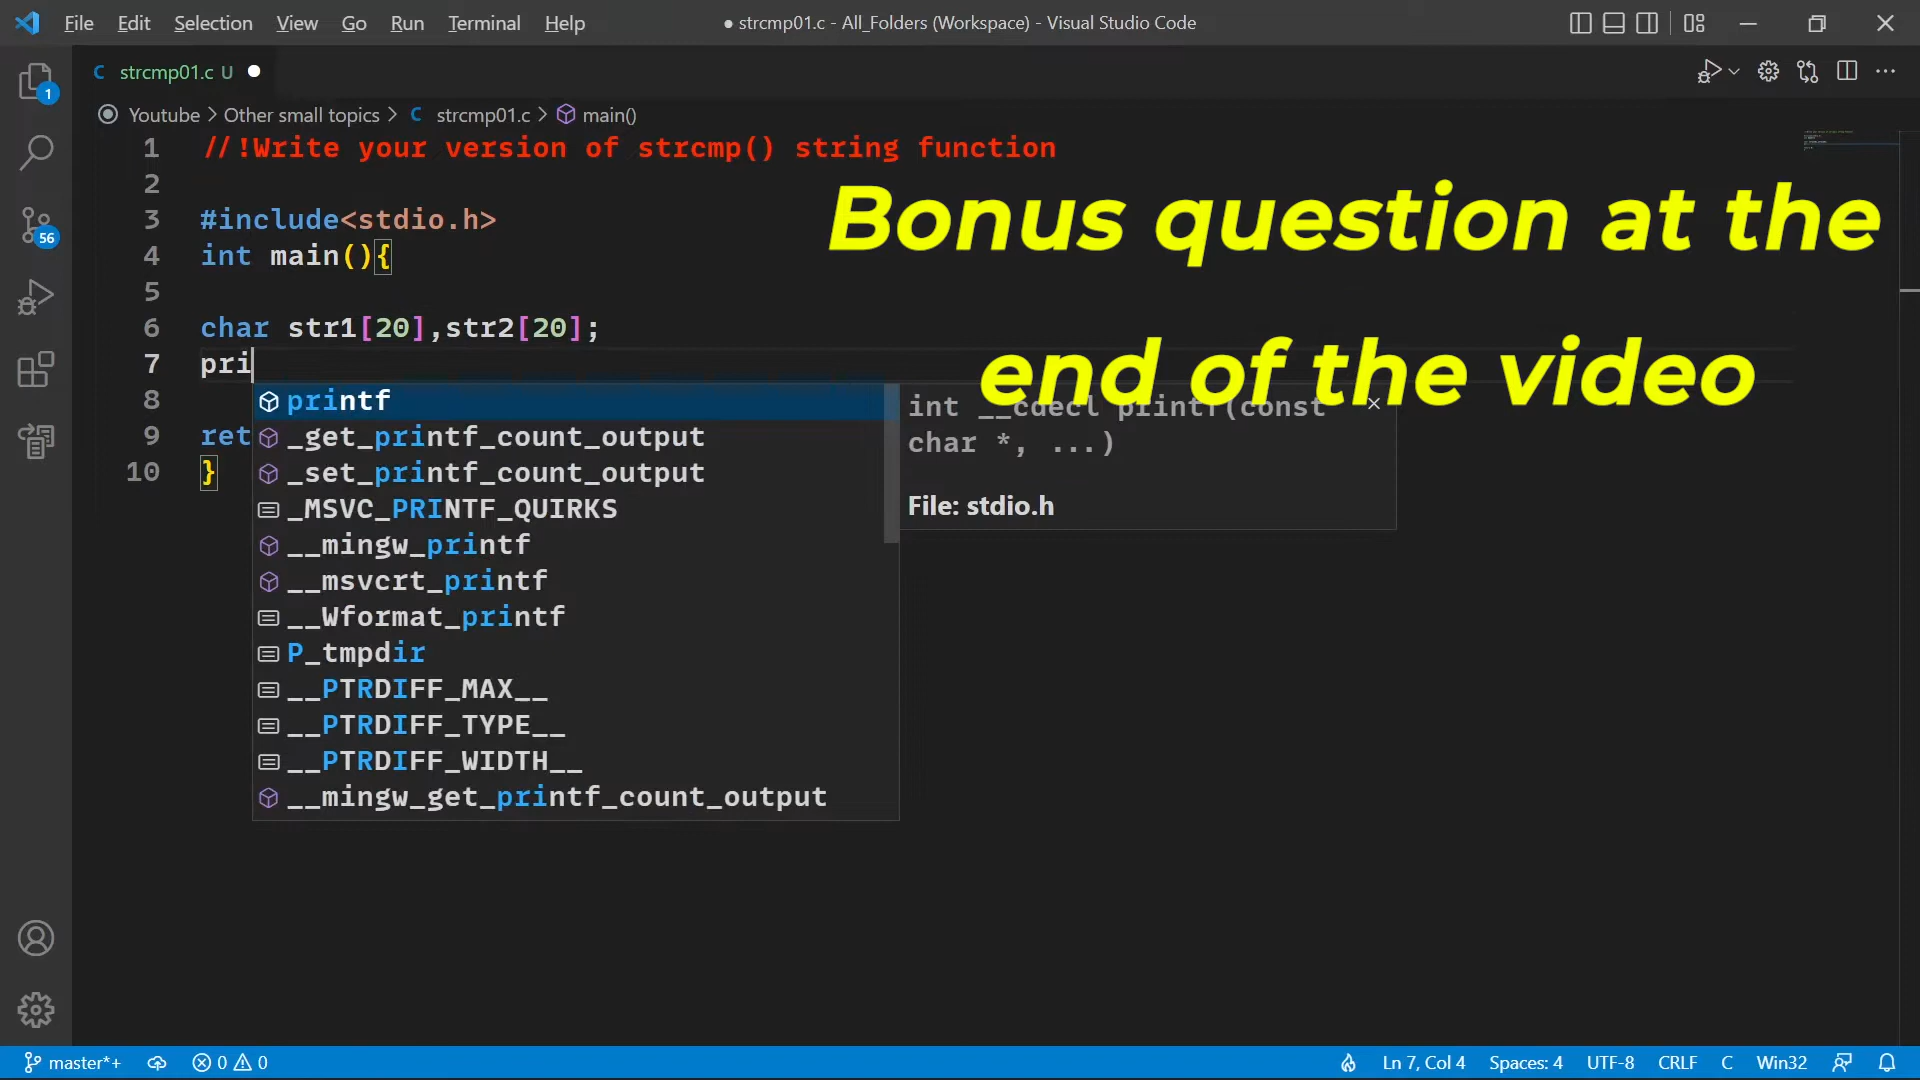 File Edit Selection View Go Run Terminal Help ● strcmp01.c - All_Folders (Workspace) - Visual Studio Code
C strcmp01.c U ●
Youtube > Other small topics > C strcmp01.c > main()
1 //!Write your version of strcmp() string function
2
3 #include<stdio.h>
4 int main(){
5
6 char str1[20],str2[20];
7 pri
8
9 ret
10 }
Bonus question at the
end of the video
printf
_get_printf_count_output
_set_printf_count_output
_MSVC_PRINTF_QUIRKS
__mingw_printf
__msvcrt_printf
__Wformat_printf
P_tmpdir
__PTRDIFF_MAX__
__PTRDIFF_TYPE__
__PTRDIFF_WIDTH__
__mingw_get_printf_count_output
int __cdecl printf(const
char *, ...)
File: stdio.h
1
56
master*+ 0 0 Ln 7, Col 4 Spaces: 4 UTF-8 CRLF C Win32